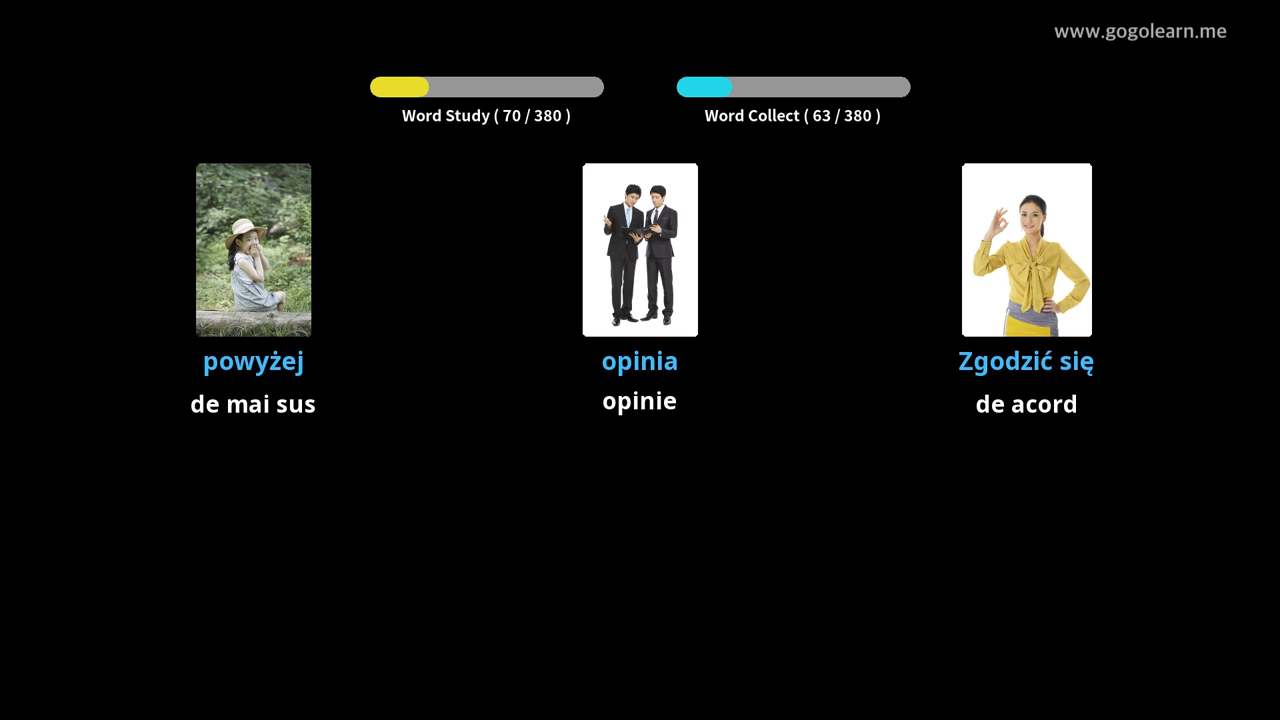 www.gogolearn.me
Word Study ( 70 / 380 )
Word Collect ( 63 / 380 )
powyżej
de mai sus
opinia
opinie
Zgodzić się
de acord